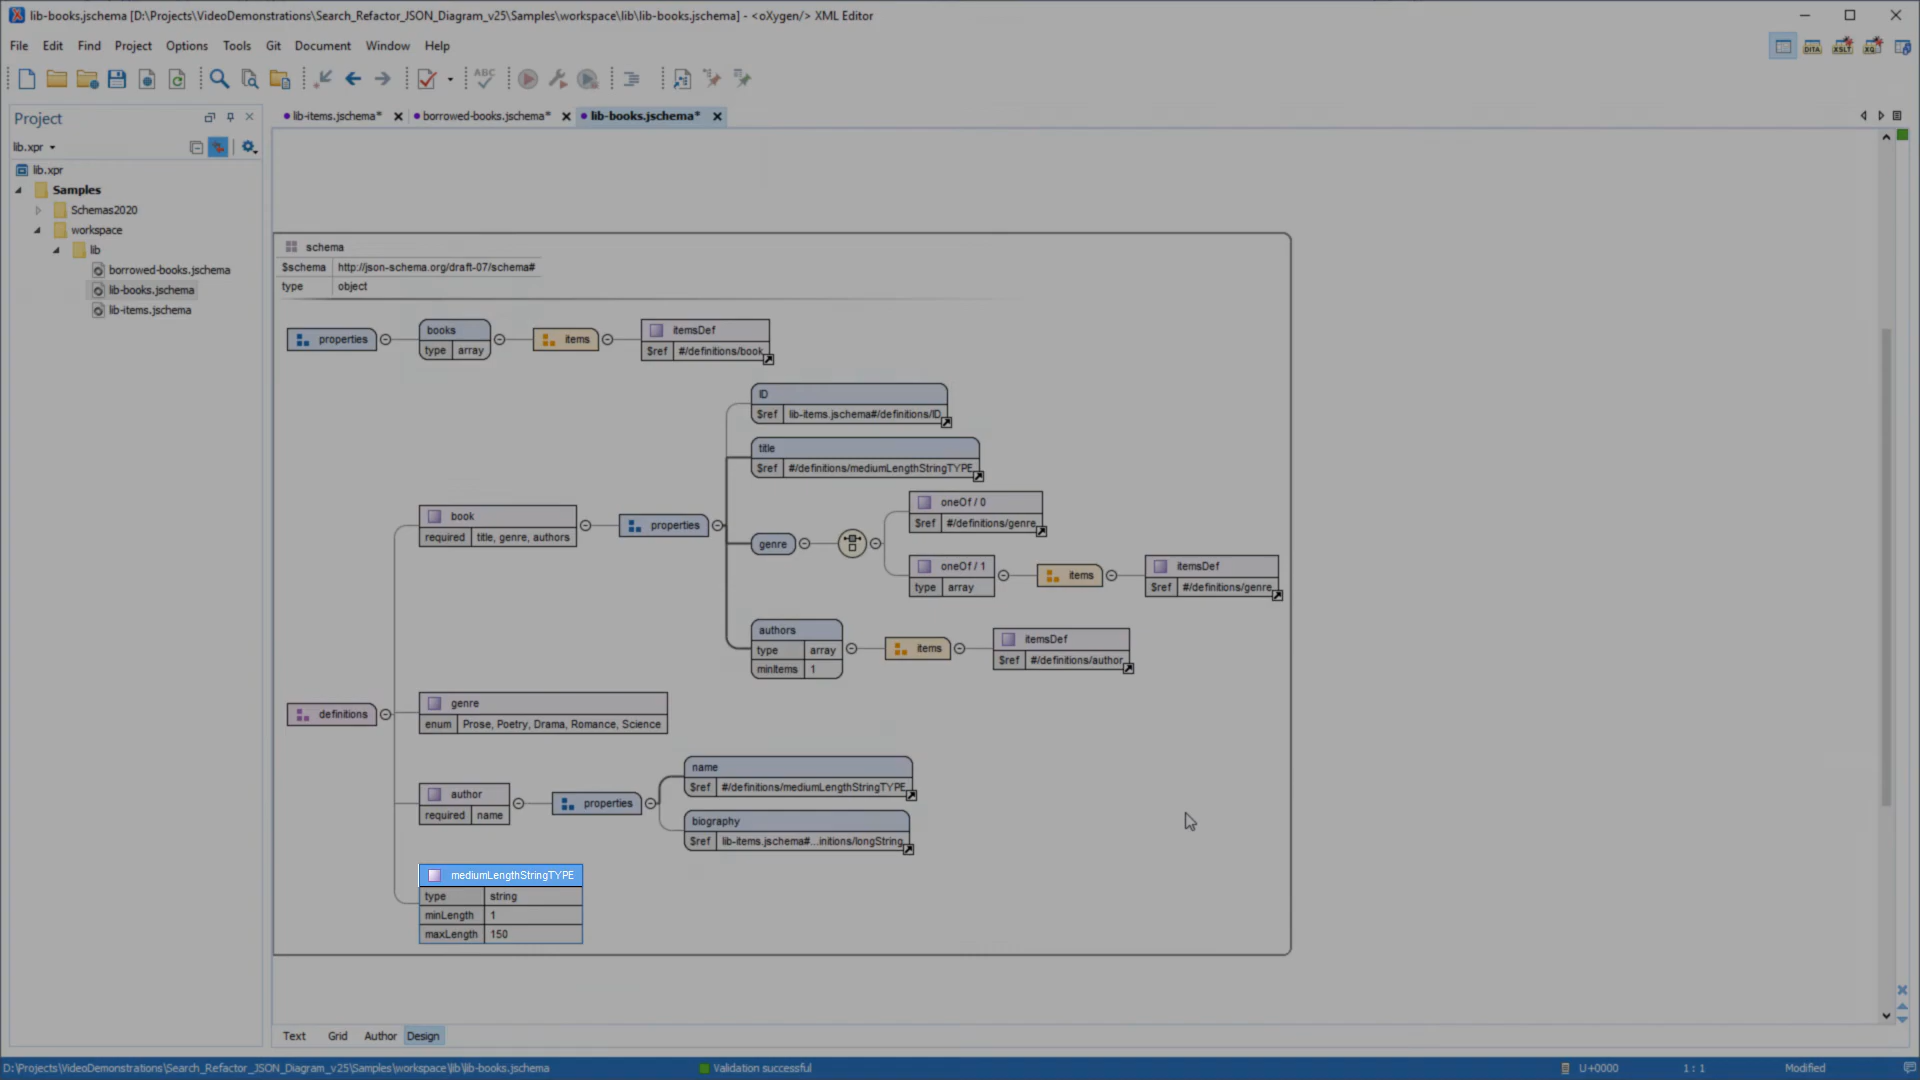 lib-books.jschema [D:\Projects\VideoDemonstrations\Search_Refactor_JSON_Diagram_v25\Samples\workspace\lib\lib-books.jschema] - <oXygen/> XML Editor
File Edit Find Project Options Tools Git Document Window Help
DITA XSLT XQ
ABC
Project
lib-items.jschema* borrowed-books.jschema* lib-books.jschema*
lib.xpr
lib.xpr
Samples
Schemas2020
workspace
lib
borrowed-books.jschema
lib-books.jschema
lib-items.jschema
schema
$schema http://json-schema.org/draft-07/schema#
type object
properties
books
type array
items
itemsDef
$ref #/definitions/book
ID
$ref lib-items.jschema#/definitions/ID
title
$ref #/definitions/mediumLengthStringTYPE
book
required title, genre, authors
properties
genre
oneOf / 0
$ref #/definitions/genre
oneOf / 1
type array
items
itemsDef
$ref #/definitions/genre
authors
type array
minItems 1
items
itemsDef
$ref #/definitions/author
definitions
genre
enum Prose, Poetry, Drama, Romance, Science
author
required name
properties
name
$ref #/definitions/mediumLengthStringTYPE
biography
$ref lib-items.jschema#...initions/longString
mediumLengthStringTYPE
type string
minLength 1
maxLength 150
Text Grid Author Design
D:\Projects\VideoDemonstrations\Search_Refactor_JSON_Diagram_v25\Samples\workspace\lib\lib-books.jschema Validation successful U+0000 1 : 1 Modified